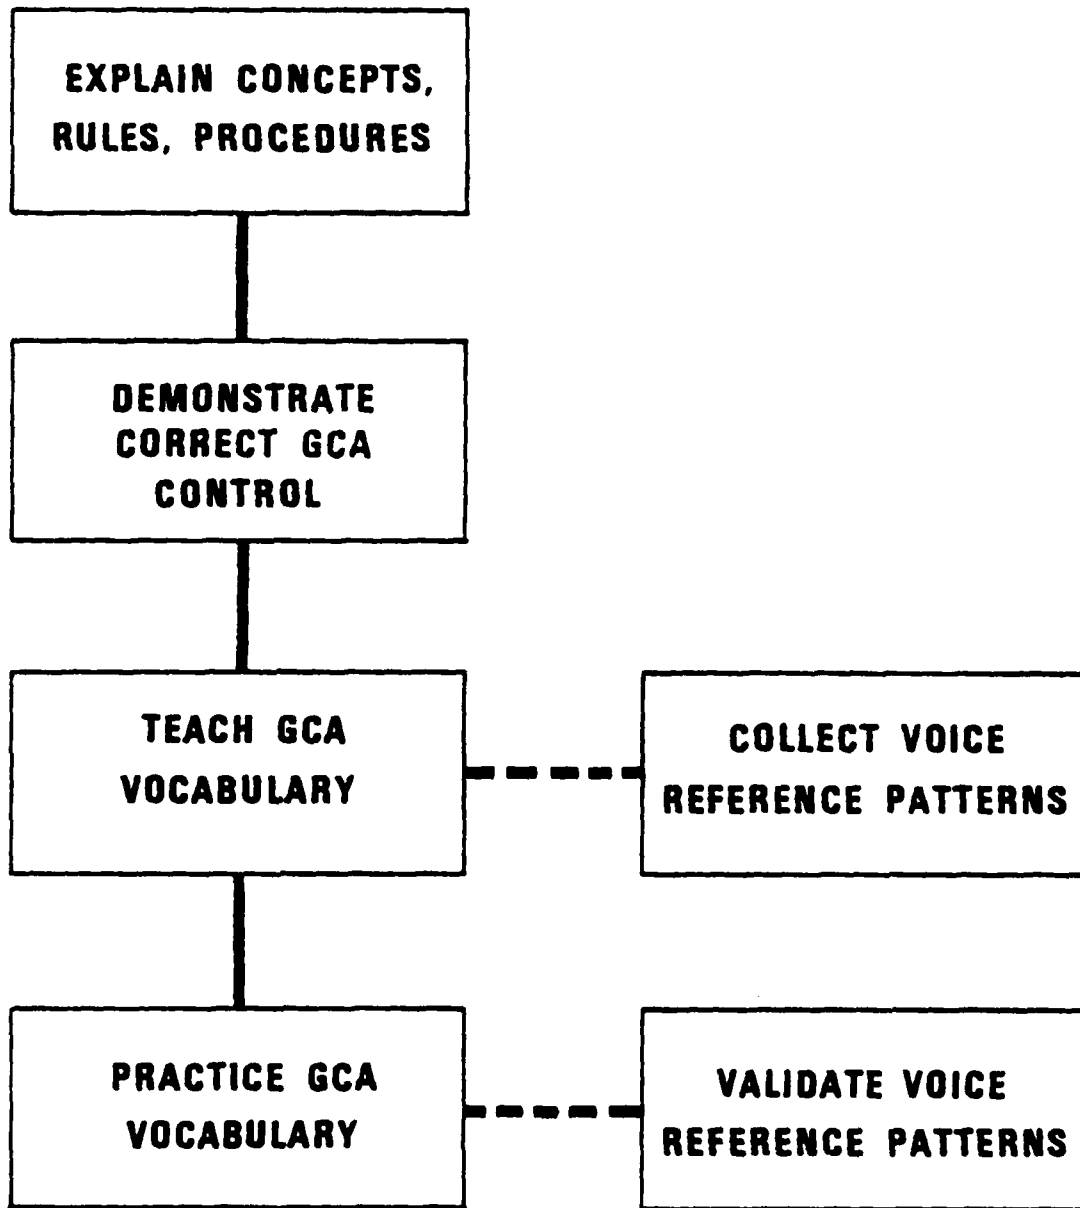 EXPLAIN CONCEPTS,
RULES, PROCEDURES
DEMONSTRATE
CORRECT GCA
CONTROL
TEACH GCA
VOCABULARY
COLLECT VOICE
REFERENCE PATTERNS
PRACTICE GCA
VOCABULARY
VALIDATE VOICE
REFERENCE PATTERNS